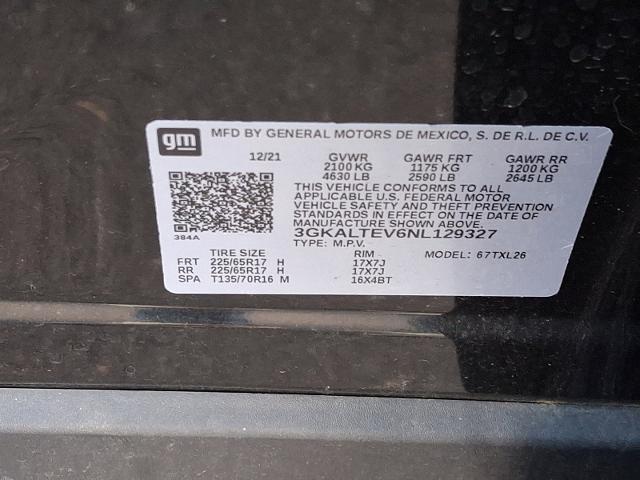 gm
MFD BY GENERAL MOTORS DE MEXICO, S. DE R.L. DE C.V.
12/21 GVWR GAWR FRT GAWR RR
2100 KG 1175 KG 1200 KG
4630 LB 2590 LB 2645 LB
THIS VEHICLE CONFORMS TO ALL
APPLICABLE U.S. FEDERAL MOTOR
VEHICLE SAFETY AND THEFT PREVENTION
STANDARDS IN EFFECT ON THE DATE OF
MANUFACTURE SHOWN ABOVE.
384A
3GKALTEV6NL129327
TYPE: M.P.V.
TIRE SIZE RIM MODEL: 67TXL26
FRT 225/65R17 H 17X7J
RR 225/65R17 H 17X7J
SPA T135/70R16 M 16X4BT